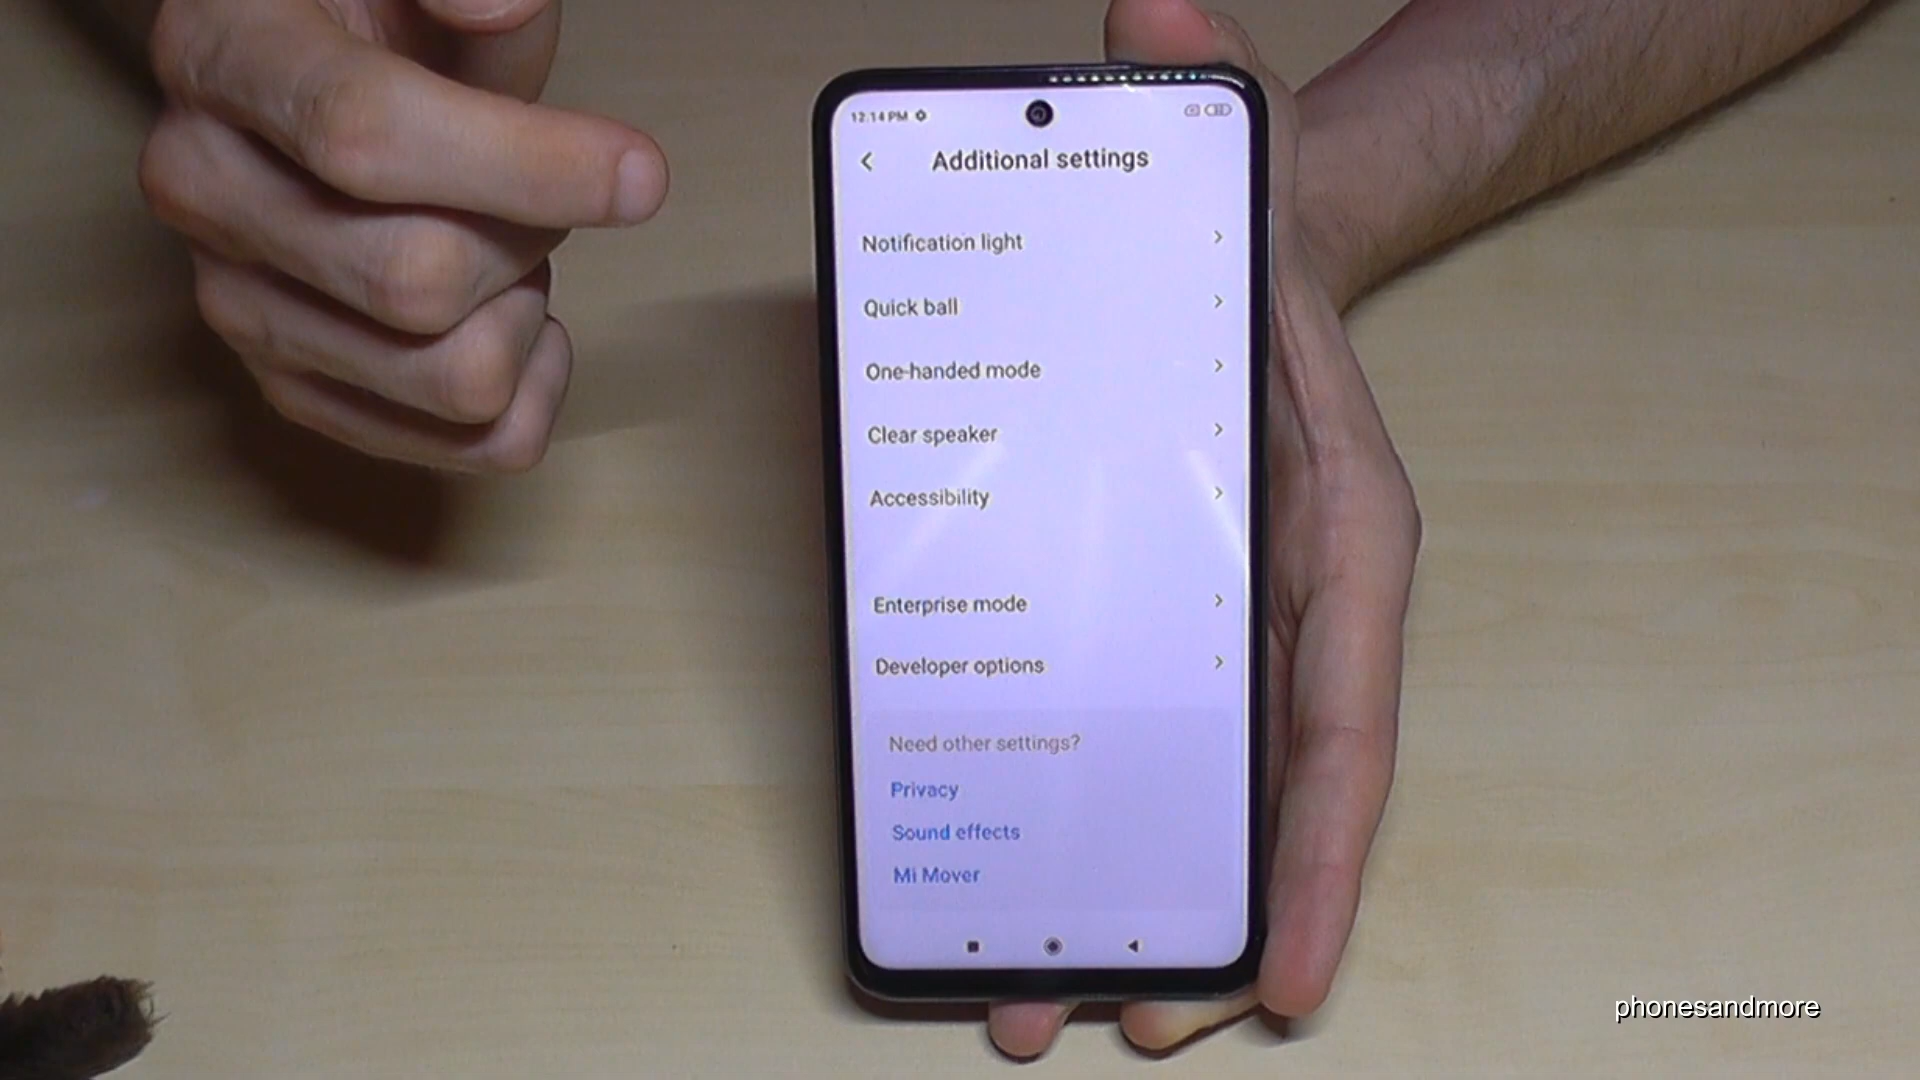 12.14 PM
Additional settings
Notification light
Quick ball
One-handed mode
Clear speaker
Accessibility
Enterprise mode
Developer options
Need other settings?
Privacy
Sound effects
Mi Mover
phonesandmore